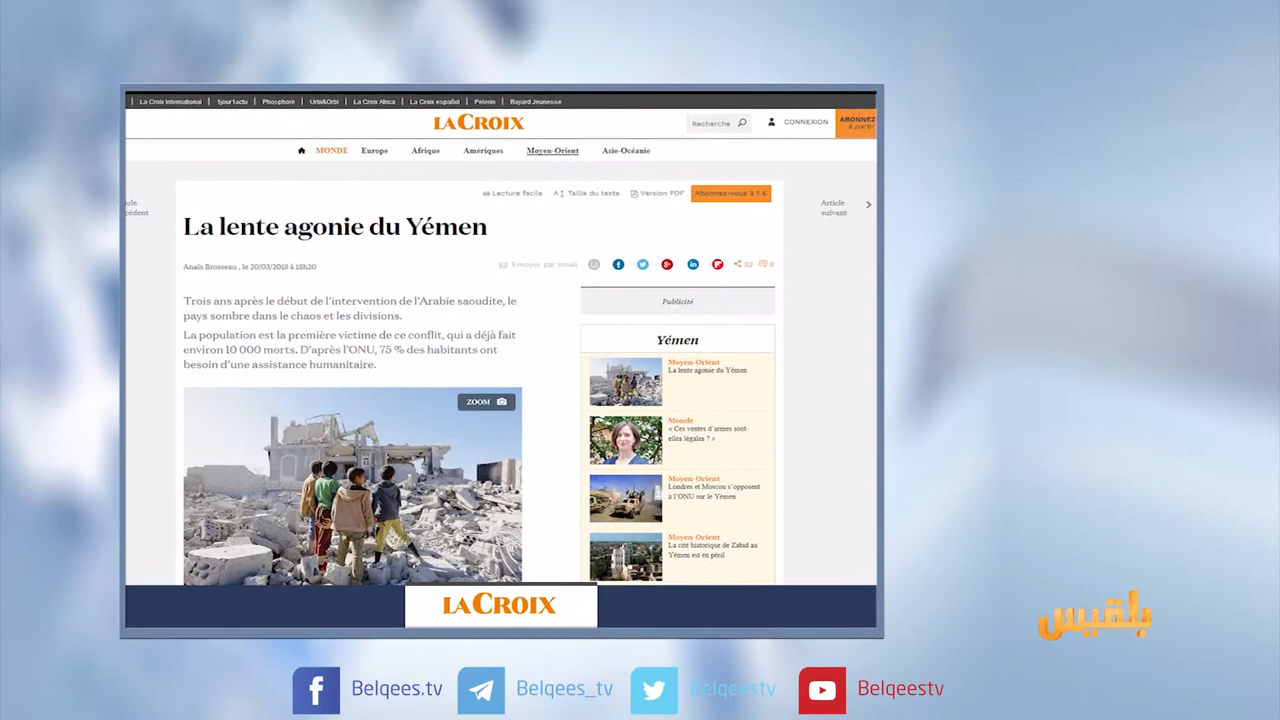 La Croix International | 1jour1actu | Phosphore | Urbi&Orbi | La Croix Africa | La Croix español | Pelerin | Bayard Jeunesse
LA CROIX
Recherche
CONNEXION
ABONNEZ
à partir
MONDE Europe Afrique Amériques Moyen-Orient Asie-Océanie
Lecture facile Taille du texte Version PDF Abonnez-vous à 1 €
cle
cédent
Article
suivant
La lente agonie du Yémen
Anaïs Brosseau , le 20/03/2018 à 18h20
Envoyer par email
32 0
Trois ans après le début de l'intervention de l'Arabie saoudite, le
pays sombre dans le chaos et les divisions.
La population est la première victime de ce conflit, qui a déjà fait
environ 10 000 morts. D'après l'ONU, 75 % des habitants ont
besoin d'une assistance humanitaire.
ZOOM
Publicité
Yémen
Moyen-Orient
La lente agonie du Yémen
Monde
« Ces ventes d'armes sont-
elles légales ? »
Moyen-Orient
Londres et Moscou s'opposent
à l'ONU sur le Yémen
Moyen-Orient
La cité historique de Zabid au
Yémen est en péril
LA CROIX
بلقيس
Belqees.tv
Belqees_tv
Belqeestv
Belqeestv